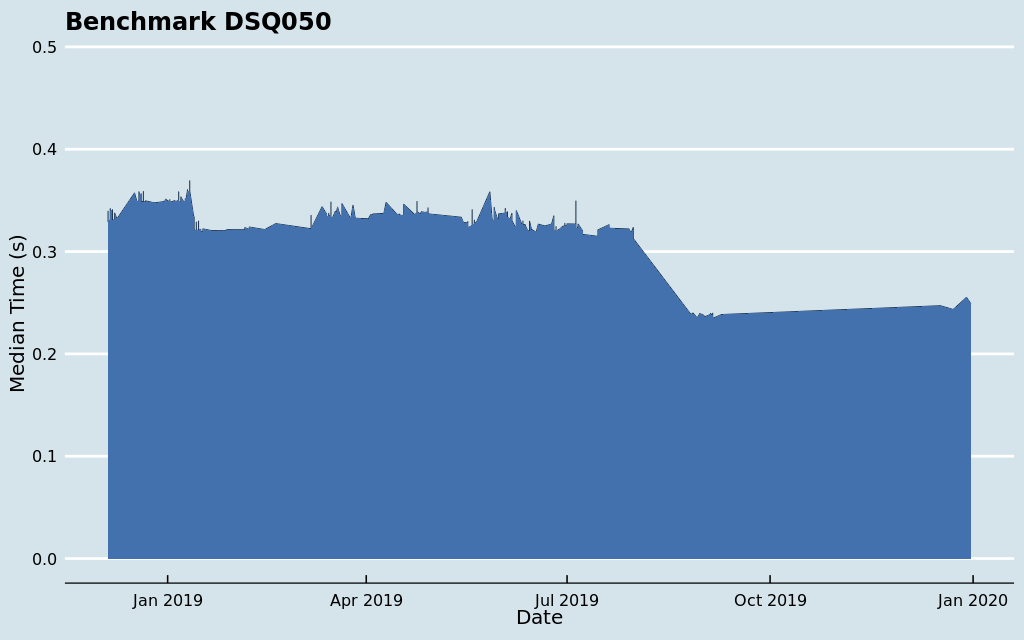 Benchmark DSQ050
0.5
0.4
0.3
0.2
0.1
0.0
Median Time (s)
Jan 2019
Apr 2019
Jul 2019
Oct 2019
Jan 2020
Date